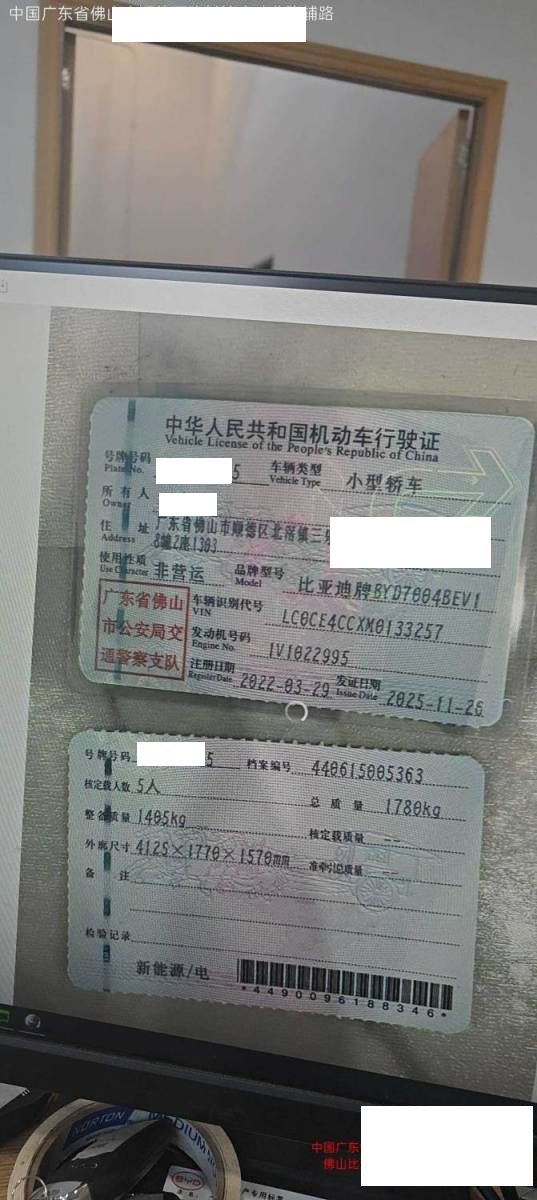 中国广东省佛山
辅路
中华人民共和国机动车行驶证
Vehicle License of the People's Republic of China
号牌号码 5 车辆类型 小型轿车
Plate No. Vehicle Type
所有人
Owner
住址 广东省佛山市顺德区北滘镇三
Address 8幢2座1303
使用性质 非营运 品牌型号 比亚迪牌BYD7004BEV1
Use Character Model
广东省佛山
市公安局交
通警察支队
车辆识别代号 LC0CE4CCXM0133257
VIN
发动机号码 1V1022995
Engine No.
注册日期 2022-03-29 发证日期 2025-11-26
Register Date Issue Date
号牌号码 5 档案编号 440615005363
核定载人数 5人 总质量 1780kg
整备质量 1405kg 核定载质量 --
外廓尺寸 4125×1770×1570mm 准牵引总质量 --
备注
检验记录
新能源/电
*4490096188346*
NORTON MEDIUM
BYD
中国广东
佛山比